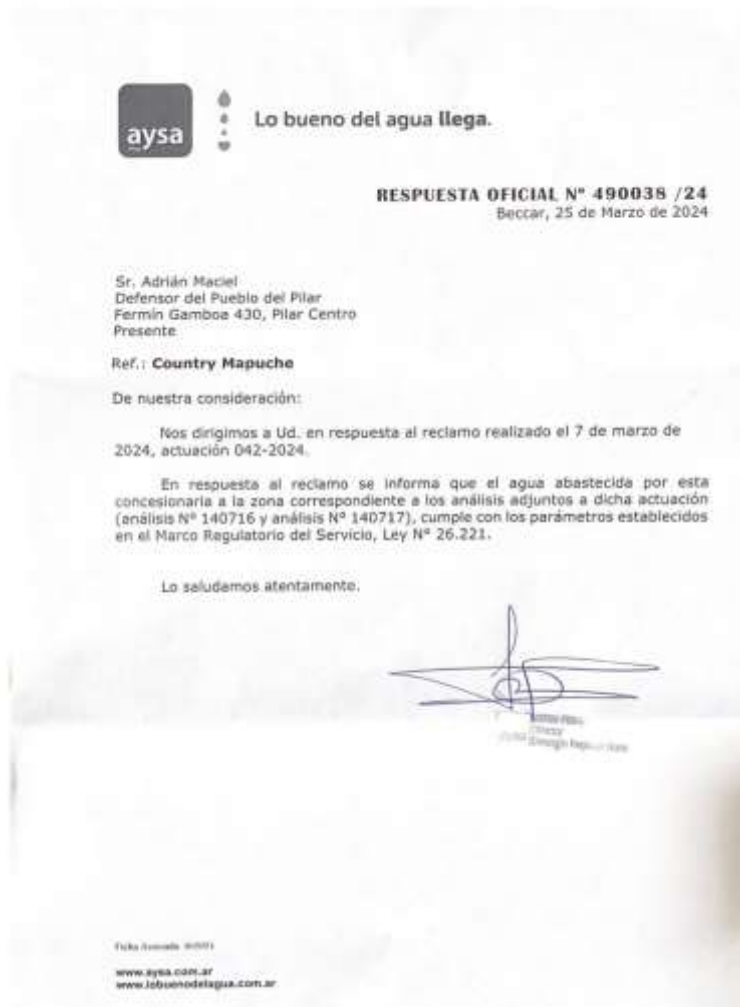 aysa
Lo bueno del agua llega.
RESPUESTA OFICIAL Nº 490038 /24
Beccar, 25 de Marzo de 2024
Sr. Adrián Maciel
Defensor del Pueblo del Pilar
Fermín Gamboa 430, Pilar Centro
Presente
Ref.: Country Mapuche
De nuestra consideración:
Nos dirigimos a Ud. en respuesta al reclamo realizado el 7 de marzo de
2024, actuación 042-2024.
En respuesta al reclamo se informa que el agua abastecida por esta
concesionaria a la zona correspondiente a los análisis adjuntos a dicha actuación
(análisis Nº 140716 y análisis Nº 140717), cumple con los parámetros establecidos
en el Marco Regulatorio del Servicio, Ley Nº 26.221.
Lo saludamos atentamente.
www.aysa.com.ar
www.lobuenodelagua.com.ar